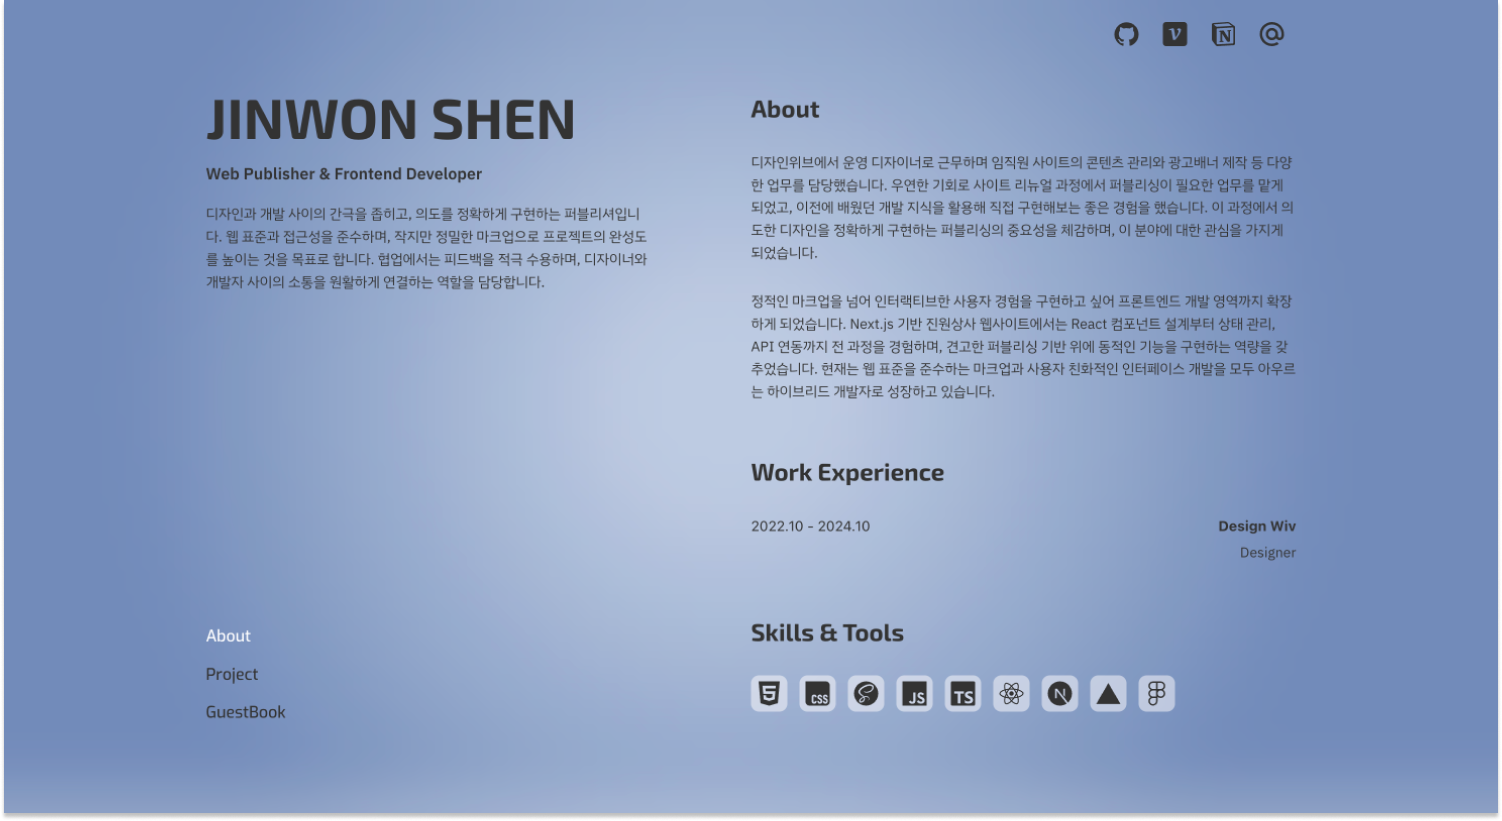 JINWON SHEN
Web Publisher & Frontend Developer
디자인과 개발 사이의 간극을 좁히고, 의도를 정확하게 구현하는 퍼블리셔입니
다. 웹 표준과 접근성을 준수하며, 작지만 정밀한 마크업으로 프로젝트의 완성도
를 높이는 것을 목표로 합니다. 협업에서는 피드백을 적극 수용하며, 디자이너와
개발자 사이의 소통을 원활하게 연결하는 역할을 담당합니다.
About
Project
GuestBook
About
디자인위브에서 운영 디자이너로 근무하며 임직원 사이트의 콘텐츠 관리와 광고배너 제작 등 다양
한 업무를 담당했습니다. 우연한 기회로 사이트 리뉴얼 과정에서 퍼블리싱이 필요한 업무를 맡게
되었고, 이전에 배웠던 개발 지식을 활용해 직접 구현해보는 좋은 경험을 했습니다. 이 과정에서 의
도한 디자인을 정확하게 구현하는 퍼블리싱의 중요성을 체감하며, 이 분야에 대한 관심을 가지게
되었습니다.
정적인 마크업을 넘어 인터랙티브한 사용자 경험을 구현하고 싶어 프론트엔드 개발 영역까지 확장
하게 되었습니다. Next.js 기반 진원상사 웹사이트에서는 React 컴포넌트 설계부터 상태 관리,
API 연동까지 전 과정을 경험하며, 견고한 퍼블리싱 기반 위에 동적인 기능을 구현하는 역량을 갖
추었습니다. 현재는 웹 표준을 준수하는 마크업과 사용자 친화적인 인터페이스 개발을 모두 아우르
는 하이브리드 개발자로 성장하고 있습니다.
Work Experience
2022.10 - 2024.10
Design Wiv
Designer
Skills & Tools
CSS
JS
TS